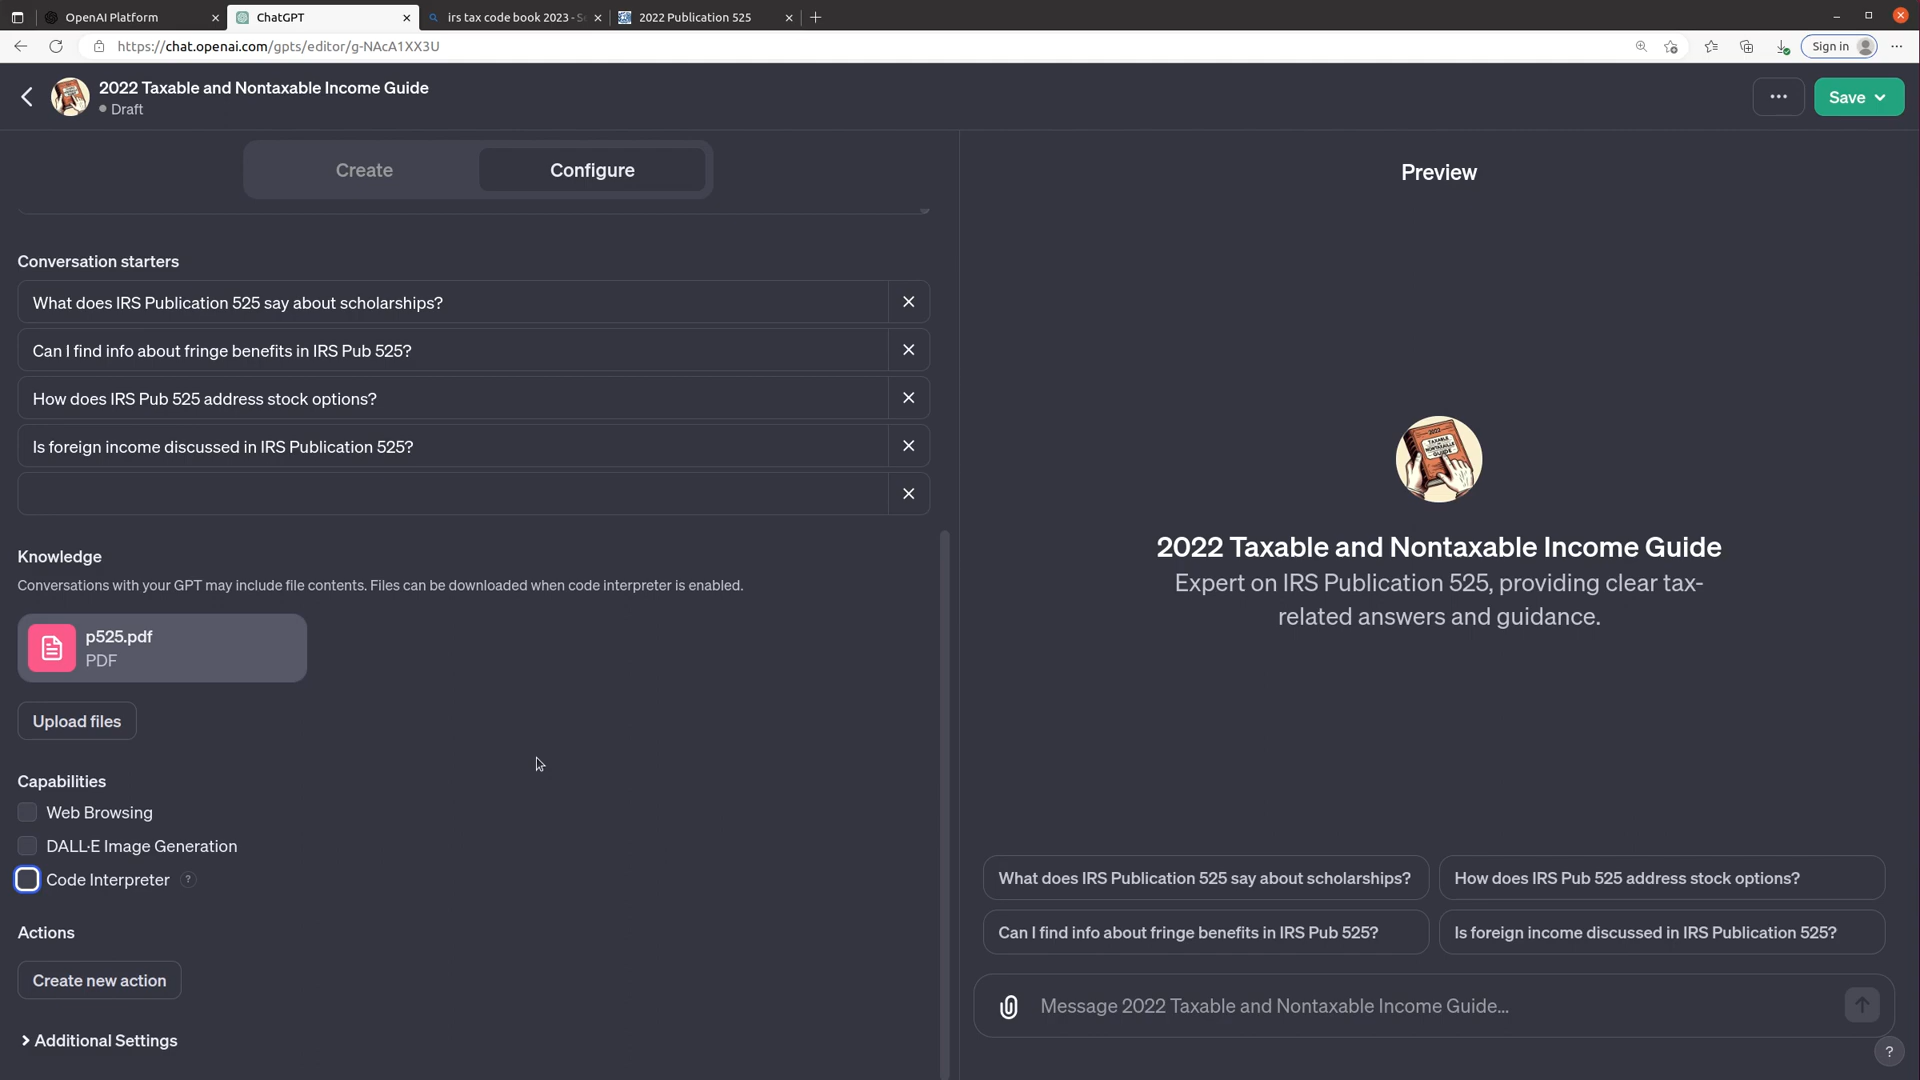 OpenAI Platform
ChatGPT
irs tax code book 2023 - S
2022 Publication 525
https://chat.openai.com/gpts/editor/g-NAcA1XX3U
Sign in
2022 Taxable and Nontaxable Income Guide
Draft
Save
Create
Configure
Preview
Conversation starters
What does IRS Publication 525 say about scholarships?
Can I find info about fringe benefits in IRS Pub 525?
How does IRS Pub 525 address stock options?
Is foreign income discussed in IRS Publication 525?
Knowledge
Conversations with your GPT may include file contents. Files can be downloaded when code interpreter is enabled.
p525.pdf
PDF
Upload files
Capabilities
Web Browsing
DALL·E Image Generation
Code Interpreter ?
Actions
Create new action
Additional Settings
2022 Taxable and Nontaxable Income Guide
Expert on IRS Publication 525, providing clear tax-
related answers and guidance.
What does IRS Publication 525 say about scholarships?
How does IRS Pub 525 address stock options?
Can I find info about fringe benefits in IRS Pub 525?
Is foreign income discussed in IRS Publication 525?
Message 2022 Taxable and Nontaxable Income Guide...
?